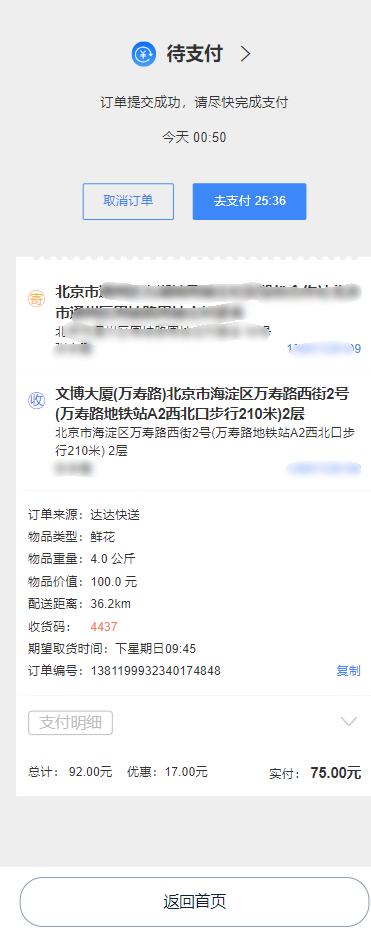 待支付
订单提交成功，请尽快完成支付
今天 00:50
取消订单
去支付 25:36
寄
北京市
市
收
文博大厦(万寿路)北京市海淀区万寿路西街2号
(万寿路地铁站A2西北口步行210米)2层
北京市海淀区万寿路西街2号(万寿路地铁站A2西北口步
行210米) 2层
订单来源：达达快送
物品类型：鲜花
物品重量：4.0 公斤
物品价值：100.0 元
配送距离：36.2km
收货码： 4437
期望取货时间：下星期日09:45
订单编号：1381199932340174848 复制
支付明细
总计： 92.00元 优惠：17.00元 实付： 75.00元
返回首页